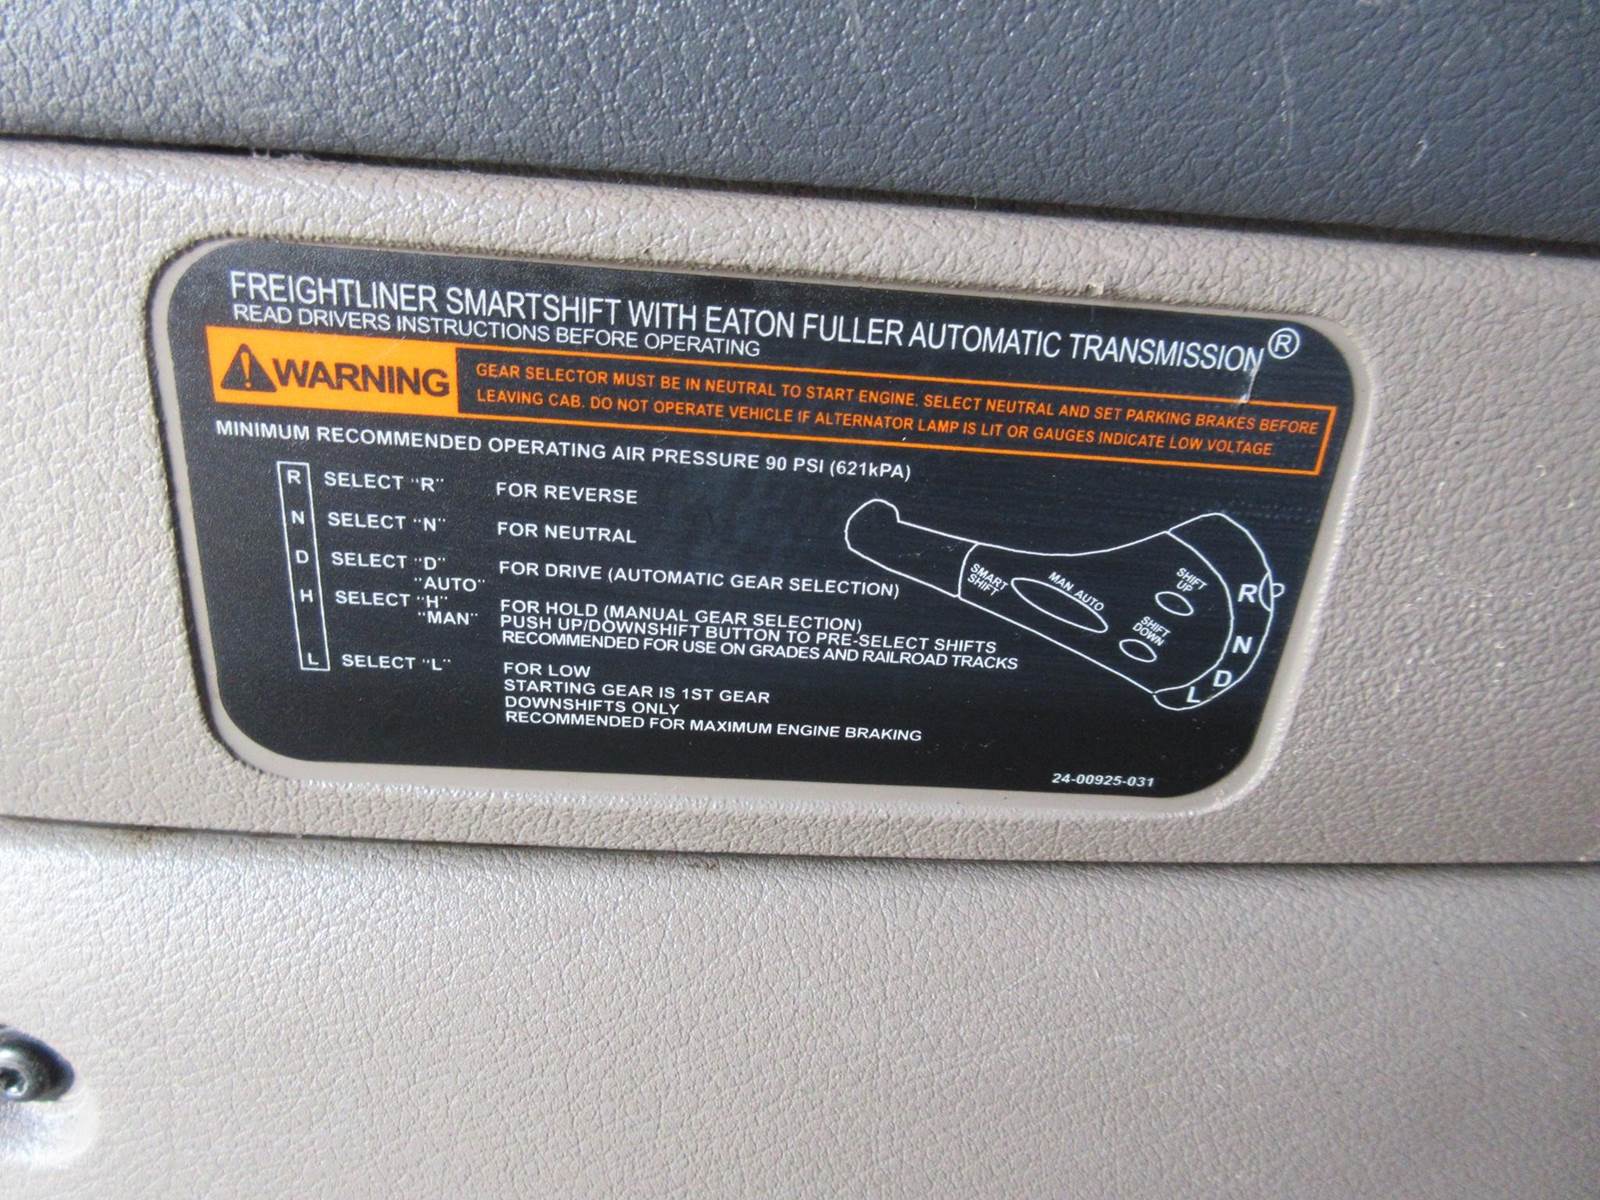 FREIGHTLINER SMARTSHIFT WITH EATON FULLER AUTOMATIC TRANSMISSION®
READ DRIVERS INSTRUCTIONS BEFORE OPERATING
WARNING
GEAR SELECTOR MUST BE IN NEUTRAL TO START ENGINE. SELECT NEUTRAL AND SET PARKING BRAKES BEFORE
LEAVING CAB. DO NOT OPERATE VEHICLE IF ALTERNATOR LAMP IS LIT OR GAUGES INDICATE LOW VOLTAGE
MINIMUM RECOMMENDED OPERATING AIR PRESSURE 90 PSI (621kPA)
R SELECT "R" FOR REVERSE
N SELECT "N" FOR NEUTRAL
D SELECT "D" FOR DRIVE (AUTOMATIC GEAR SELECTION)
"AUTO"
H SELECT "H" FOR HOLD (MANUAL GEAR SELECTION)
"MAN" PUSH UP/DOWNSHIFT BUTTON TO PRE-SELECT SHIFTS
RECOMMENDED FOR USE ON GRADES AND RAILROAD TRACKS
L SELECT "L" FOR LOW
STARTING GEAR IS 1ST GEAR
DOWNSHIFTS ONLY
RECOMMENDED FOR MAXIMUM ENGINE BRAKING
SMART
SHIFT
MAN AUTO
SHIFT
UP
SHIFT
DOWN
R
N
D
L
24-00925-031